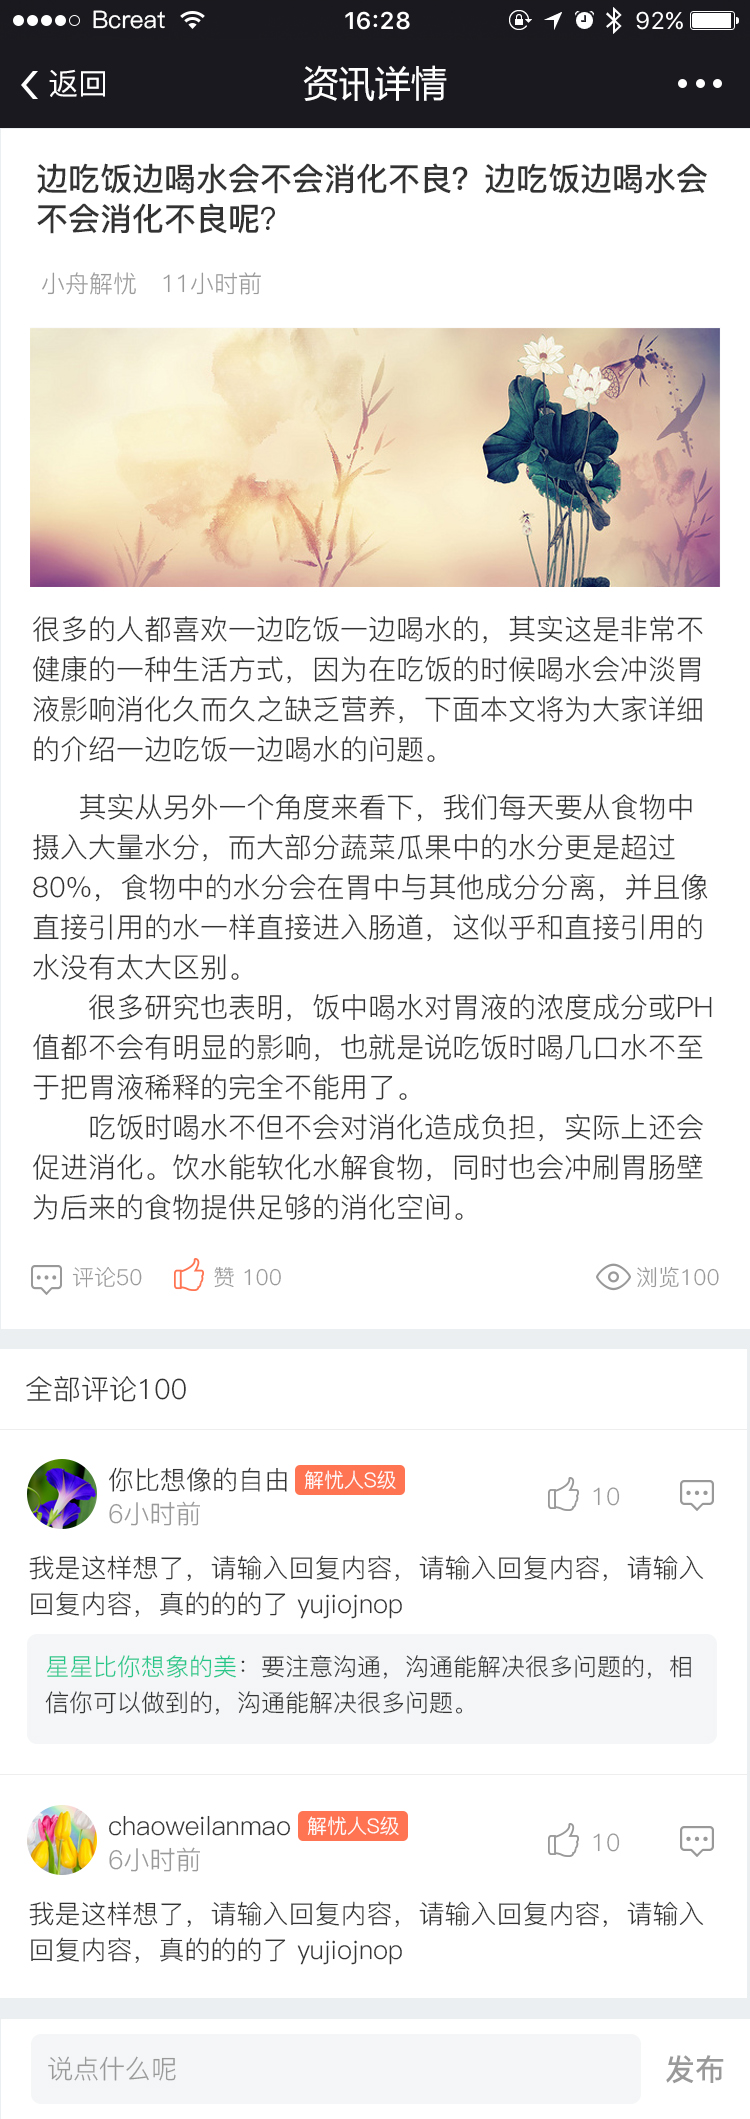 Bcreat 16:28 92%
返回 资讯详情
边吃饭边喝水会不会消化不良？边吃饭边喝水会
不会消化不良呢？
小舟解忧 11小时前
很多的人都喜欢一边吃饭一边喝水的，其实这是非常不
健康的一种生活方式，因为在吃饭的时候喝水会冲淡胃
液影响消化久而久之缺乏营养，下面本文将为大家详细
的介绍一边吃饭一边喝水的问题。
其实从另外一个角度来看下，我们每天要从食物中
摄入大量水分，而大部分蔬菜瓜果中的水分更是超过
80%，食物中的水分会在胃中与其他成分分离，并且像
直接引用的水一样直接进入肠道，这似乎和直接引用的
水没有太大区别。
很多研究也表明，饭中喝水对胃液的浓度成分或PH
值都不会有明显的影响，也就是说吃饭时喝几口水不至
于把胃液稀释的完全不能用了。
吃饭时喝水不但不会对消化造成负担，实际上还会
促进消化。饮水能软化水解食物，同时也会冲刷胃肠壁
为后来的食物提供足够的消化空间。
评论50 赞 100 浏览100
全部评论100
你比想像的自由 解忧人S级
6小时前 10
我是这样想了，请输入回复内容，请输入回复内容，请输入
回复内容，真的的的了 yujiojnop
星星比你想象的美：要注意沟通，沟通能解决很多问题的，相
信你可以做到的，沟通能解决很多问题。
chaoweilanmao 解忧人S级
6小时前 10
我是这样想了，请输入回复内容，请输入回复内容，请输入
回复内容，真的的的了 yujiojnop
说点什么呢 发布